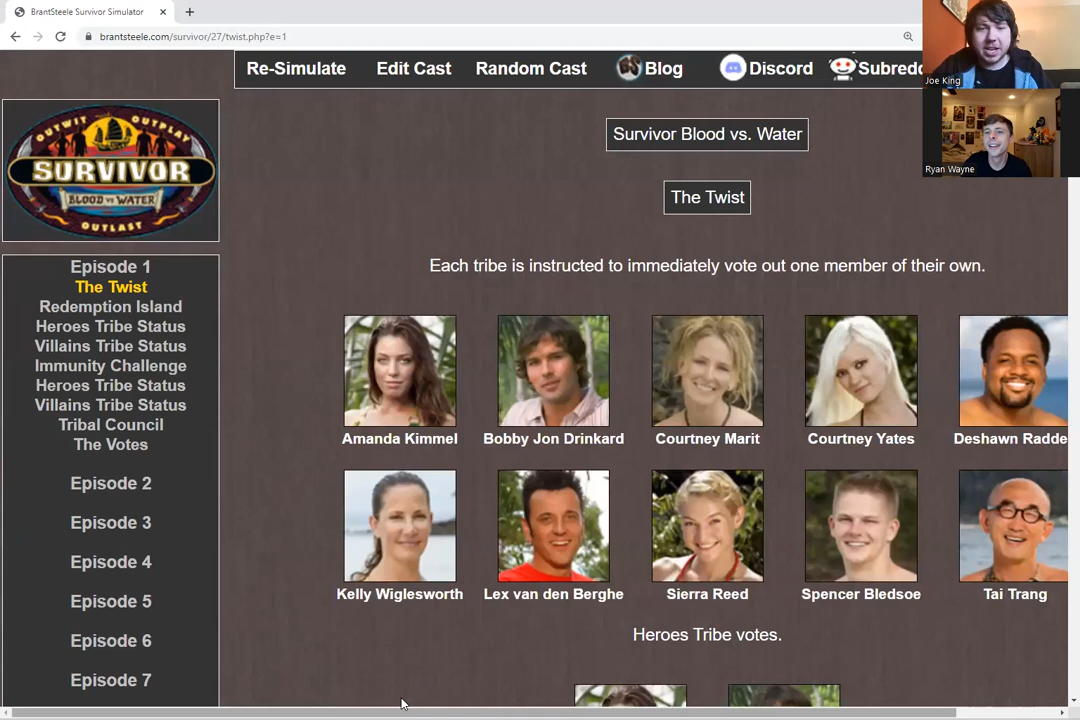 BrantSteele Survivor Simulator
brantsteele.com/survivor/27/twist.php?e=1
Re-Simulate Edit Cast Random Cast Blog Discord Subredd
Joe King
Ryan Wayne
OUTWIT OUTPLAY
SURVIVOR
BLOOD VS WATER
OUTLAST
Survivor Blood vs. Water
The Twist
Each tribe is instructed to immediately vote out one member of their own.
Episode 1
The Twist
Redemption Island
Heroes Tribe Status
Villains Tribe Status
Immunity Challenge
Heroes Tribe Status
Villains Tribe Status
Tribal Council
The Votes
Episode 2
Episode 3
Episode 4
Episode 5
Episode 6
Episode 7
Amanda Kimmel Bobby Jon Drinkard Courtney Marit Courtney Yates Deshawn Radde
Kelly Wiglesworth Lex van den Berghe Sierra Reed Spencer Bledsoe Tai Trang
Heroes Tribe votes.